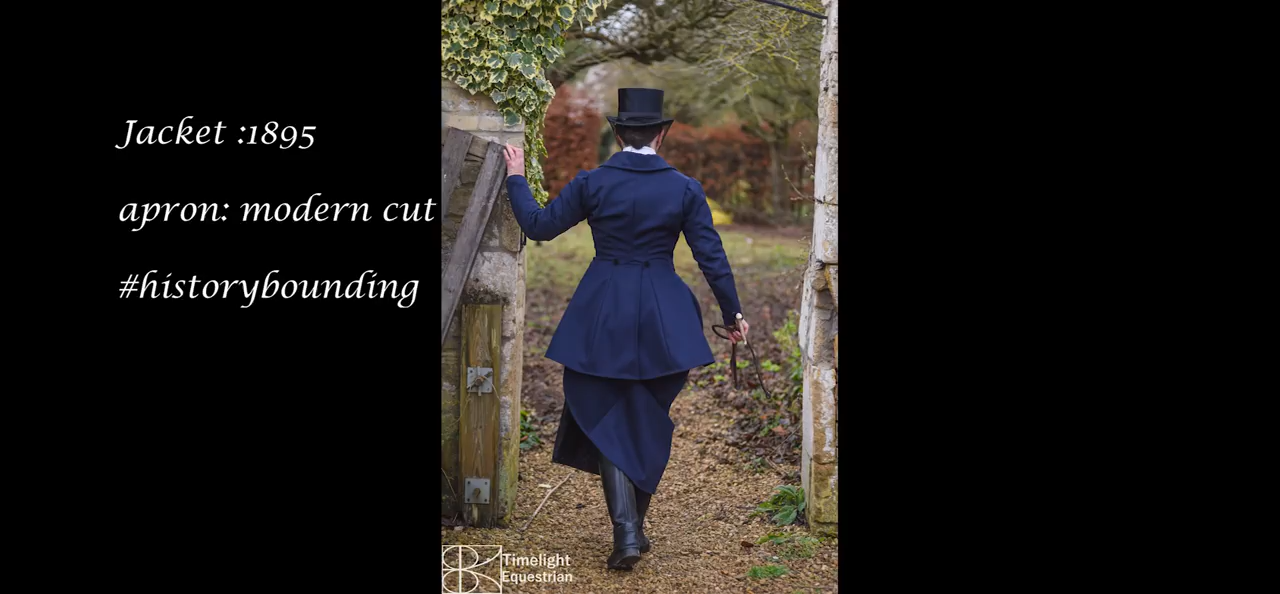 Jacket :1895
apron: modern cut
#historybounding
Timelight
Equestrian